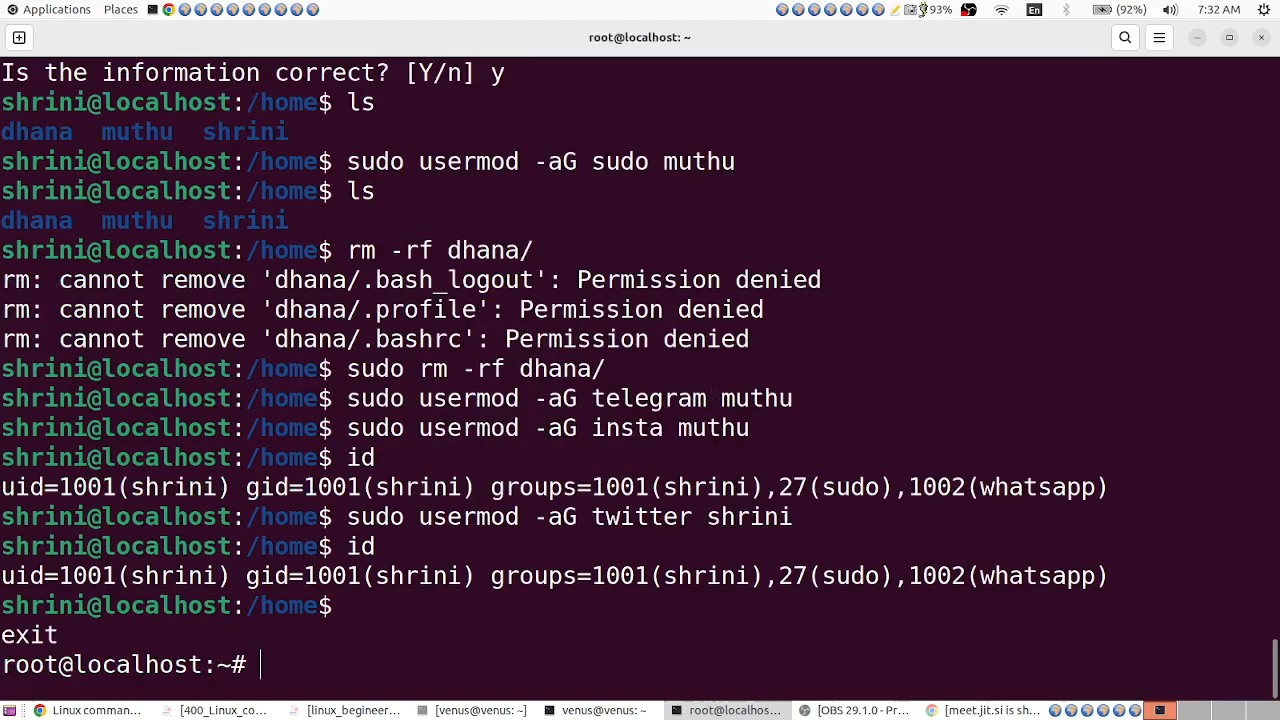 Applications Places 93% En (92%) 7:32 AM
root@localhost: ~
Is the information correct? [Y/n] y
shrini@localhost:/home$ ls
dhana muthu shrini
shrini@localhost:/home$ sudo usermod -aG sudo muthu
shrini@localhost:/home$ ls
dhana muthu shrini
shrini@localhost:/home$ rm -rf dhana/
rm: cannot remove 'dhana/.bash_logout': Permission denied
rm: cannot remove 'dhana/.profile': Permission denied
rm: cannot remove 'dhana/.bashrc': Permission denied
shrini@localhost:/home$ sudo rm -rf dhana/
shrini@localhost:/home$ sudo usermod -aG telegram muthu
shrini@localhost:/home$ sudo usermod -aG insta muthu
shrini@localhost:/home$ id
uid=1001(shrini) gid=1001(shrini) groups=1001(shrini),27(sudo),1002(whatsapp)
shrini@localhost:/home$ sudo usermod -aG twitter shrini
shrini@localhost:/home$ id
uid=1001(shrini) gid=1001(shrini) groups=1001(shrini),27(sudo),1002(whatsapp)
shrini@localhost:/home$
exit
root@localhost:~#
Linux comman... [400_Linux_co... [linux_begineer... [venus@venus: ~] venus@venus: ~ root@localhos... [OBS 29.1.0 - Pr... [meet.jit.si is sh...